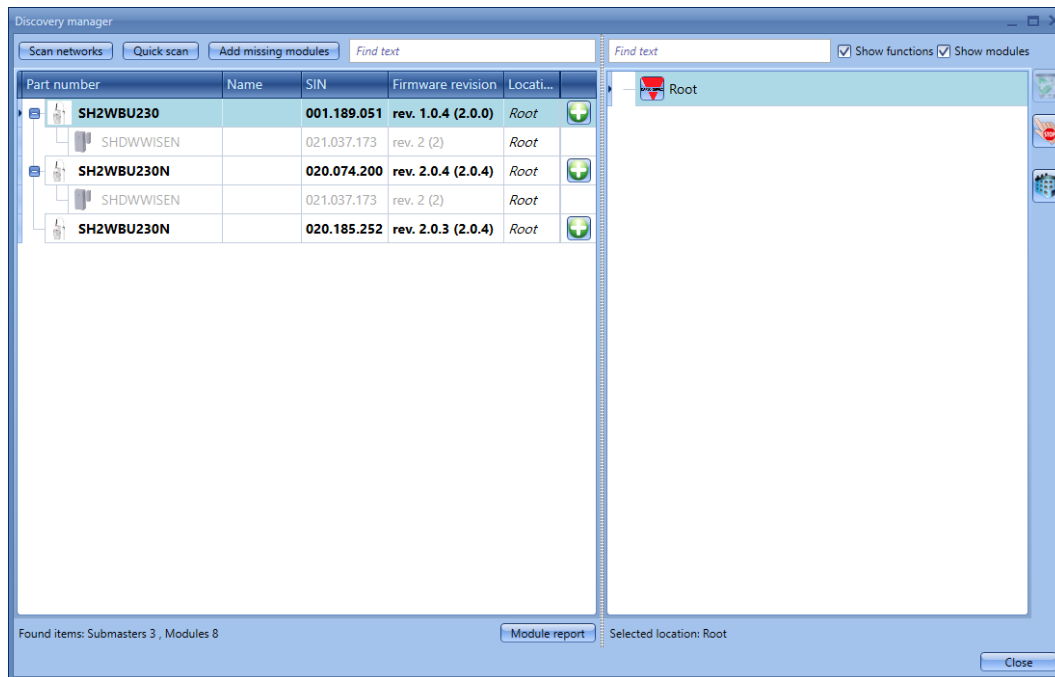 Discovery manager
Scan networks Quick scan Add missing modules Find text Find text Show functions Show modules
Part number Name SIN Firmware revision Locati... Root
SH2WBU230 001.189.051 rev. 1.0.4 (2.0.0) Root
SHDWWISEN 021.037.173 rev. 2 (2) Root
SH2WBU230N 020.074.200 rev. 2.0.4 (2.0.4) Root
SHDWWISEN 021.037.173 rev. 2 (2) Root
SH2WBU230N 020.185.252 rev. 2.0.3 (2.0.4) Root
Found items: Submasters 3 , Modules 8 Module report Selected location: Root
Close